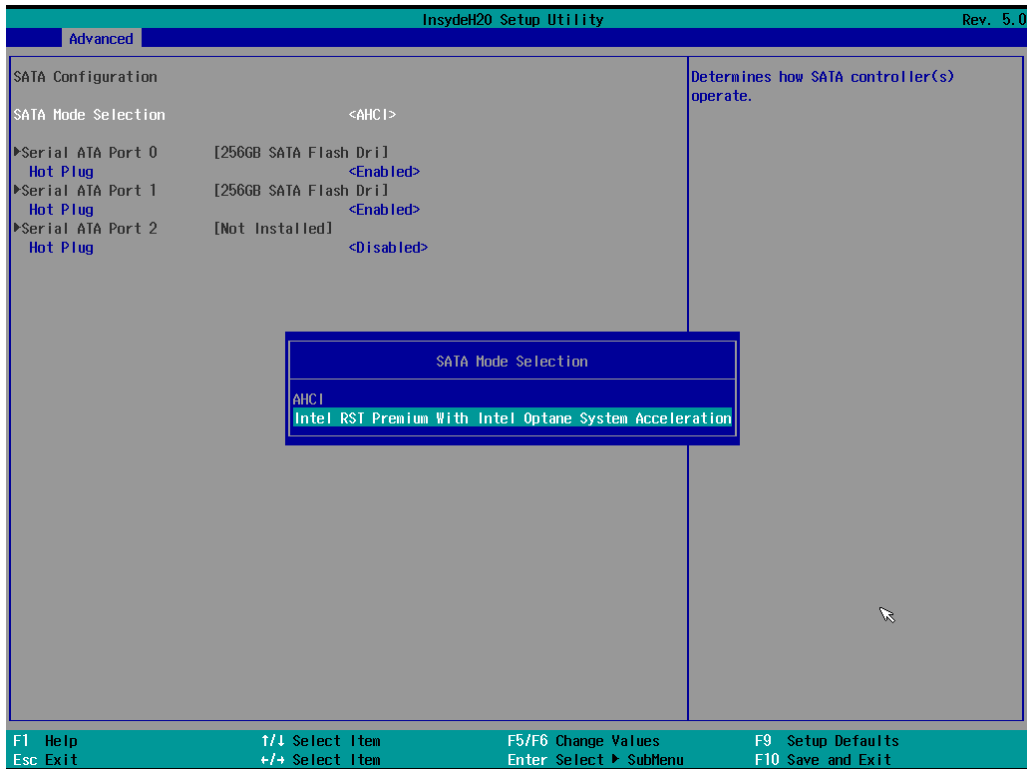 InsydeH20 Setup Utility Rev. 5.0
Advanced
SATA Configuration
SATA Mode Selection <AHCI>
▶Serial ATA Port 0 [256GB SATA Flash Dri]
Hot Plug <Enabled>
▶Serial ATA Port 1 [256GB SATA Flash Dri]
Hot Plug <Enabled>
▶Serial ATA Port 2 [Not Installed]
Hot Plug <Disabled>
Determines how SATA controller(s)
operate.
SATA Mode Selection
AHCI
Intel RST Premium With Intel Optane System Acceleration
F1 Help ↑/↓ Select Item F5/F6 Change Values F9 Setup Defaults
Esc Exit ←/→ Select Item Enter Select ▶ SubMenu F10 Save and Exit